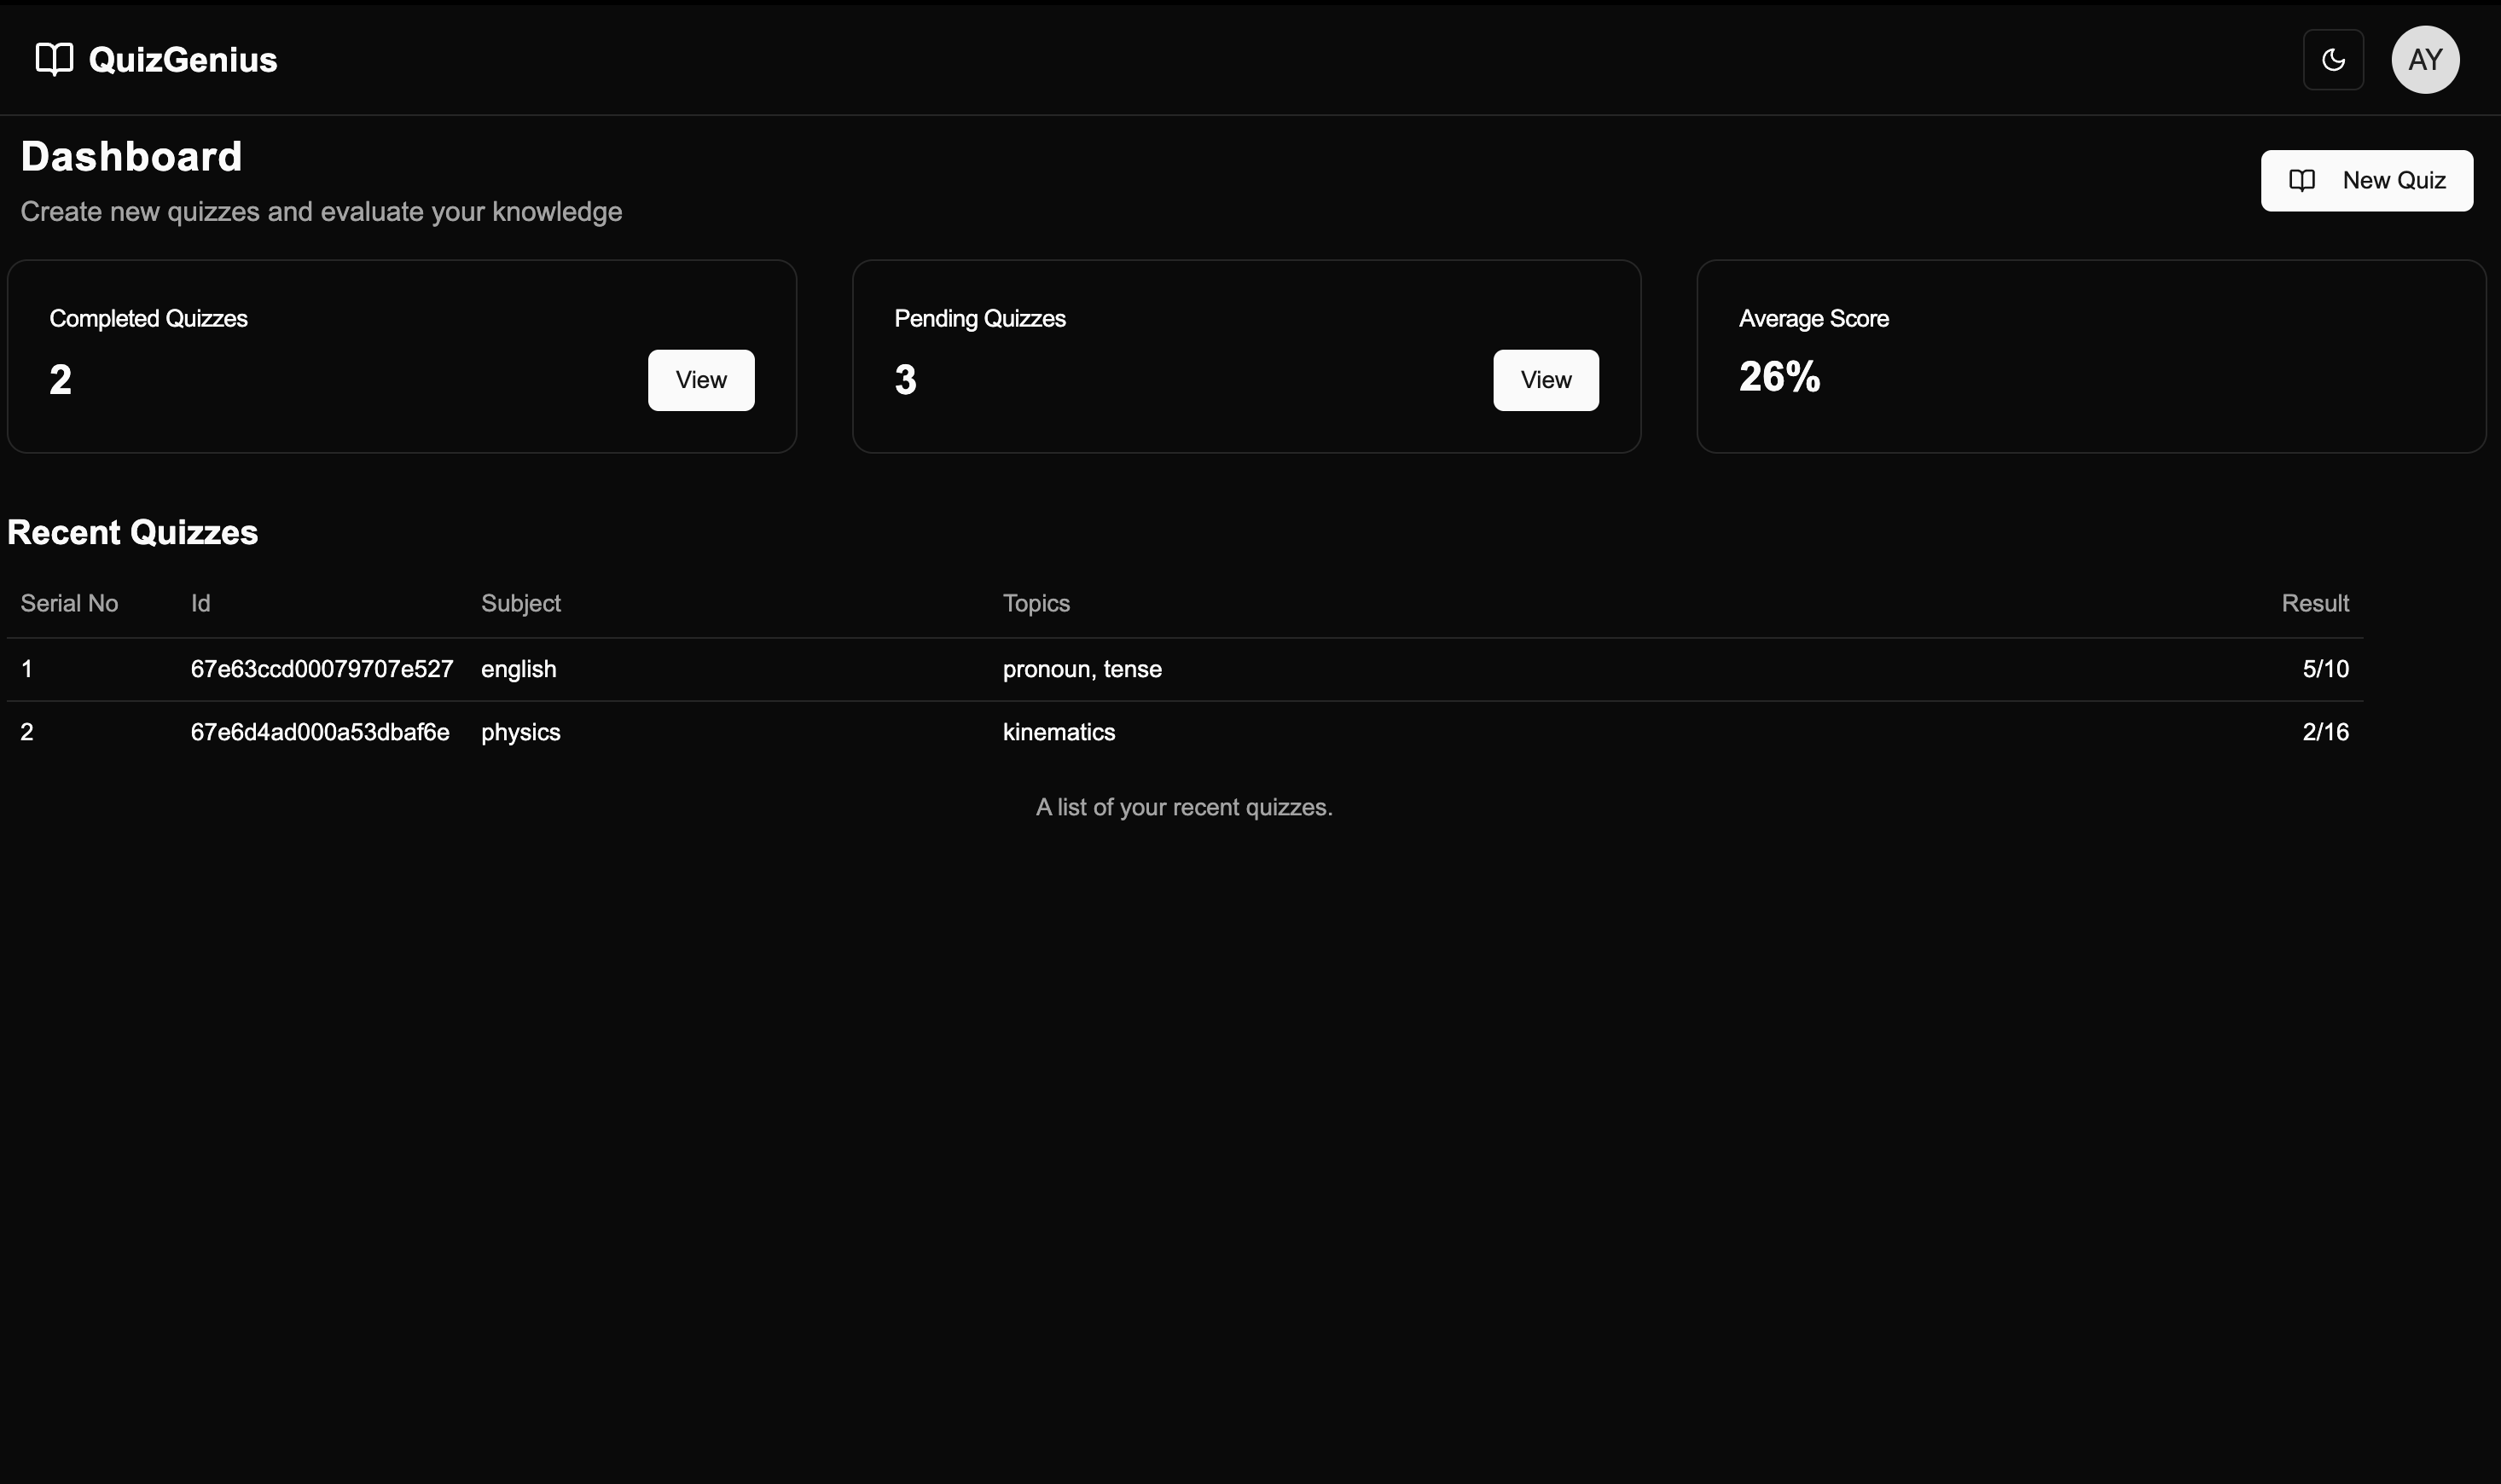 QuizGenius
AY
Dashboard
New Quiz
Create new quizzes and evaluate your knowledge
Completed Quizzes
2
View
Pending Quizzes
3
View
Average Score
26%
Recent Quizzes
Serial No Id Subject Topics Result
1 67e63ccd00079707e527 english pronoun, tense 5/10
2 67e6d4ad000a53dbaf6e physics kinematics 2/16
A list of your recent quizzes.